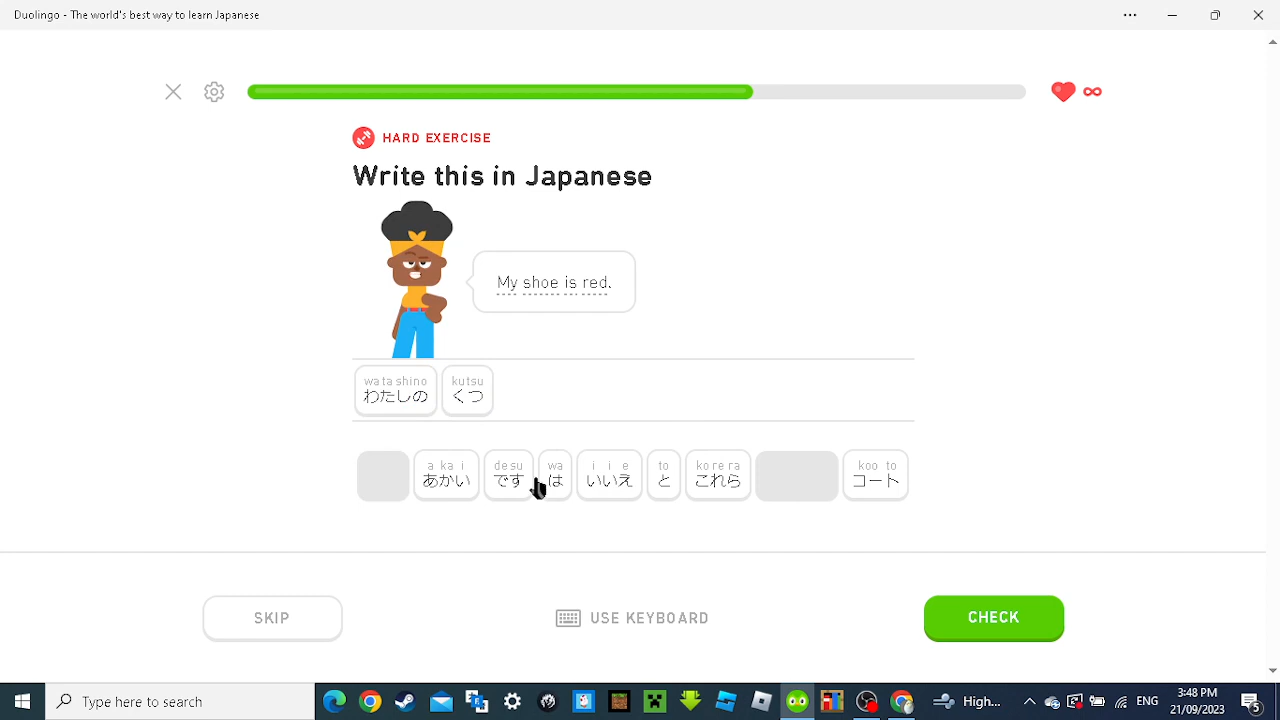 Duolingo - The world's best way to learn Japanese
HARD EXERCISE
Write this in Japanese
My shoe is red.
wa ta shi no kutsu
わたしの くつ
a ka i de su wa i i e to ko re ra koo to
あかい です は いいえ と これら コート
SKIP USE KEYBOARD CHECK
Type here to search High... ENG 3:48 PM 21/09/2023 5